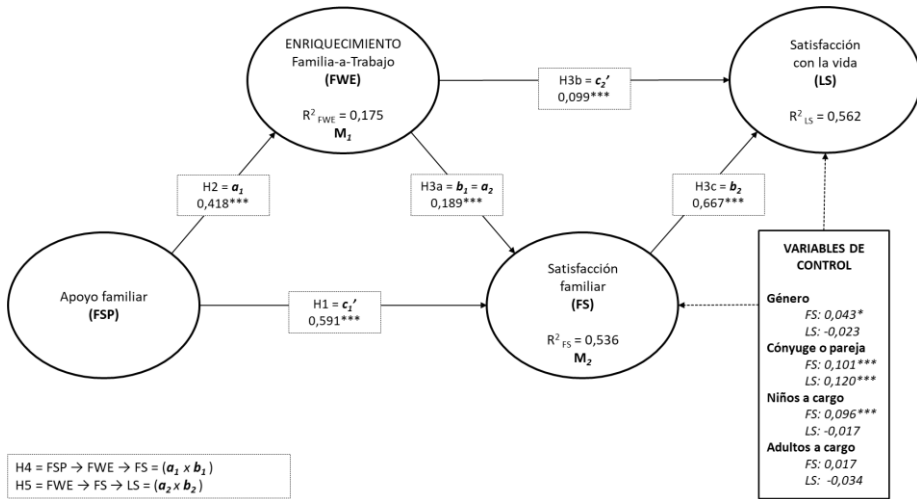 ENRIQUECIMIENTO
Familia-a-Trabajo
(FWE)
R² FWE = 0,175
M₁
H3b = c₂'
0,099***
Satisfacción
con la vida
(LS)
R² LS = 0,562
H2 = a₁
0,418***
H3a = b₁ = a₂
0,189***
H3c = b₂
0,667***
Apoyo familiar
(FSP)
H1 = c₁'
0,591***
Satisfacción
familiar
(FS)
R² FS = 0,536
M₂
VARIABLES DE
CONTROL
Género
FS: 0,043*
LS: -0,023
Cónyuge o pareja
FS: 0,101***
LS: 0,120***
Niños a cargo
FS: 0,096***
LS: -0,017
Adultos a cargo
FS: 0,017
LS: -0,034
H4 = FSP → FWE → FS = (a₁ x b₁ )
H5 = FWE → FS → LS = (a₂ x b₂)